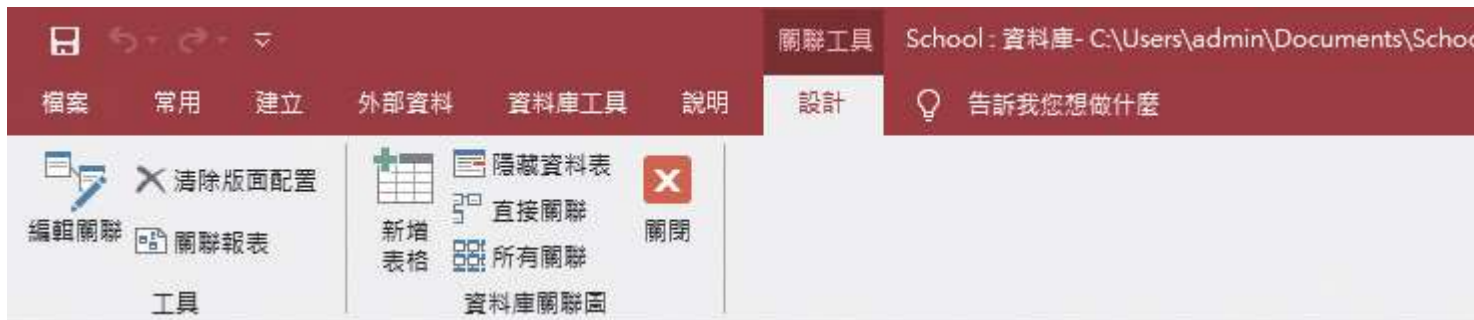 關聯工具 School : 資料庫- C:\Users\admin\Documents\Schoo
檔案 常用 建立 外部資料 資料庫工具 說明 設計 告訴我您想做什麼
編輯關聯
清除版面配置
關聯報表
工具
新增
表格
隱藏資料表
直接關聯
所有關聯
關閉
資料庫關聯圖